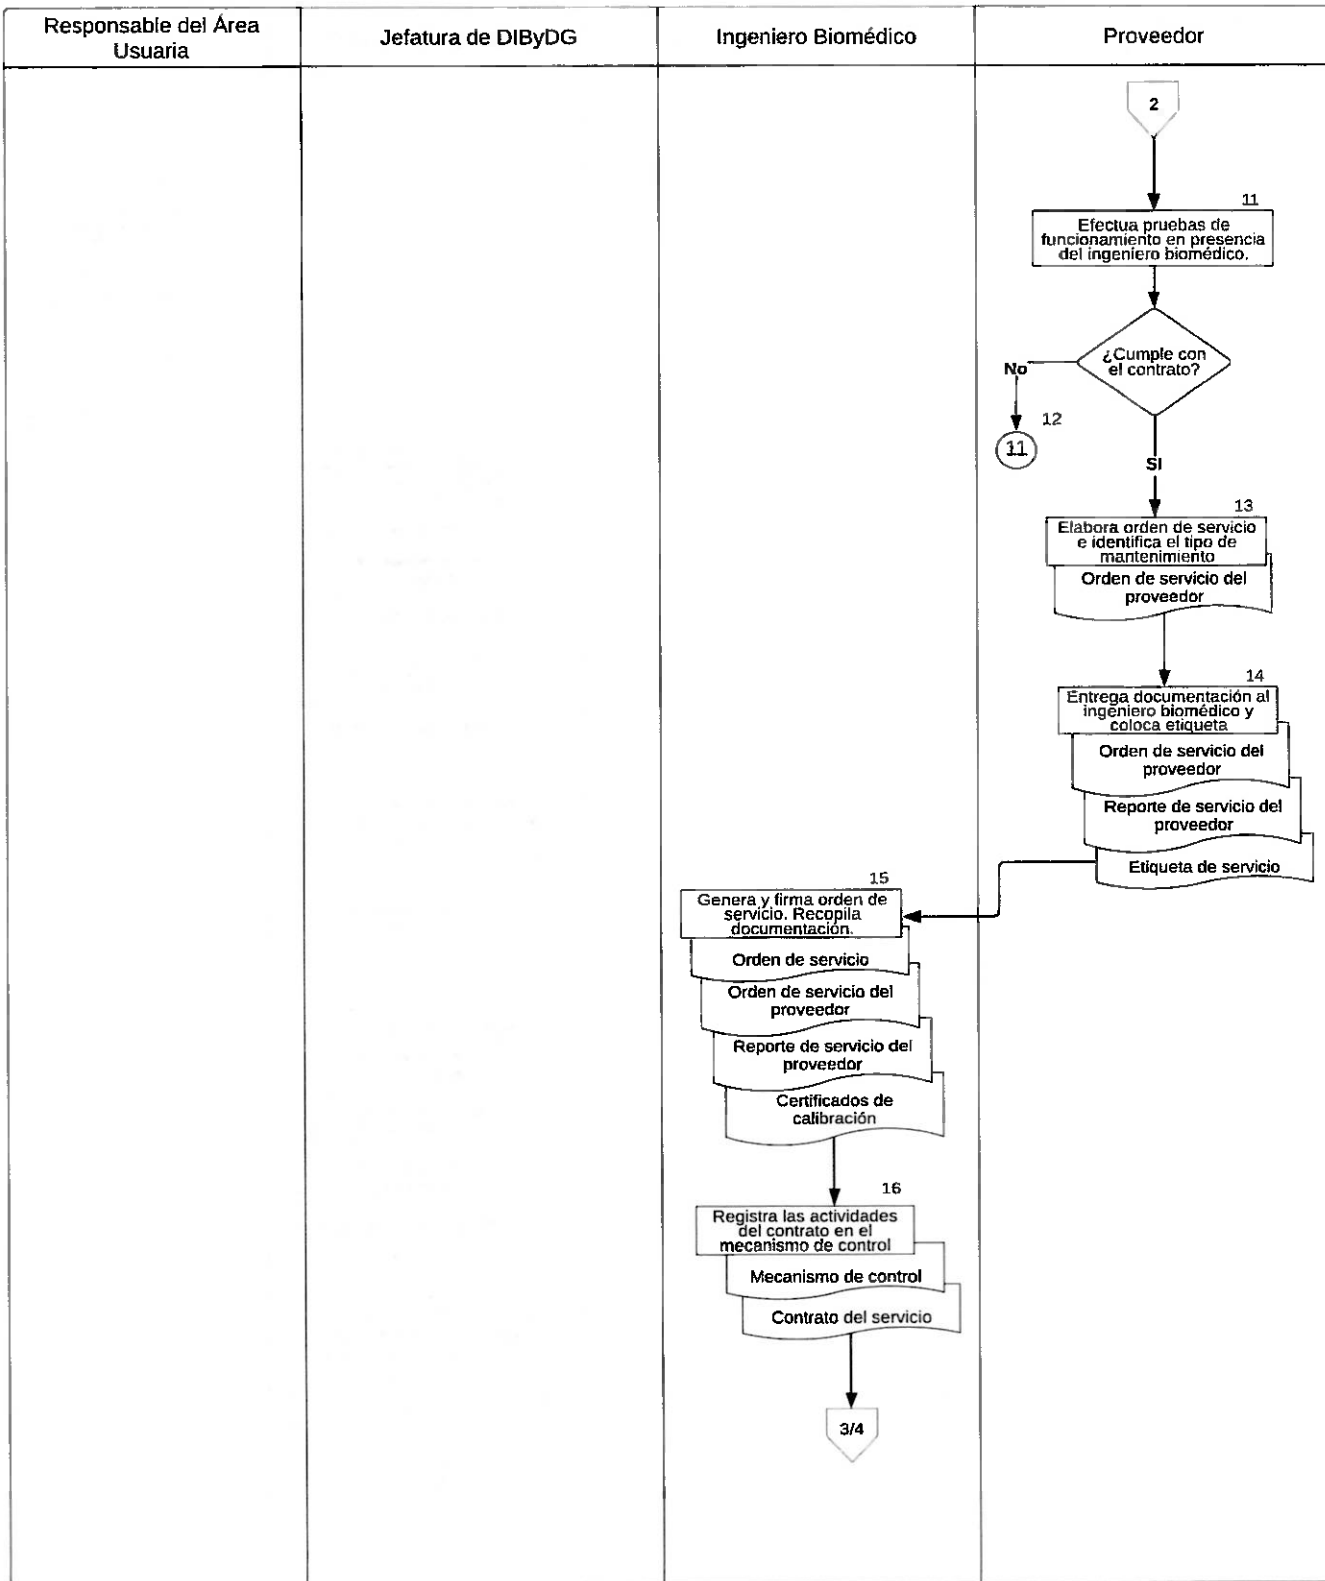 Responsable del Área
Usuaria
Jefatura de DIByDG
Ingeniero Biomédico
Proveedor
2
11
Efectua pruebas de
funcionamiento en presencia
del ingeniero biomédico.
¿Cumple con
el contrato?
No
12
11
SI
13
Elabora orden de servicio
e identifica el tipo de
mantenimiento
Orden de servicio del
proveedor
14
Entrega documentación al
ingeniero biomédico y
coloca etiqueta
Orden de servicio del
proveedor
Reporte de servicio del
proveedor
Etiqueta de servicio
15
Genera y firma orden de
servicio. Recopila
documentación.
Orden de servicio
Orden de servicio del
proveedor
Reporte de servicio del
proveedor
Certificados de
calibración
16
Registra las actividades
del contrato en el
mecanismo de control
Mecanismo de control
Contrato del servicio
3/4